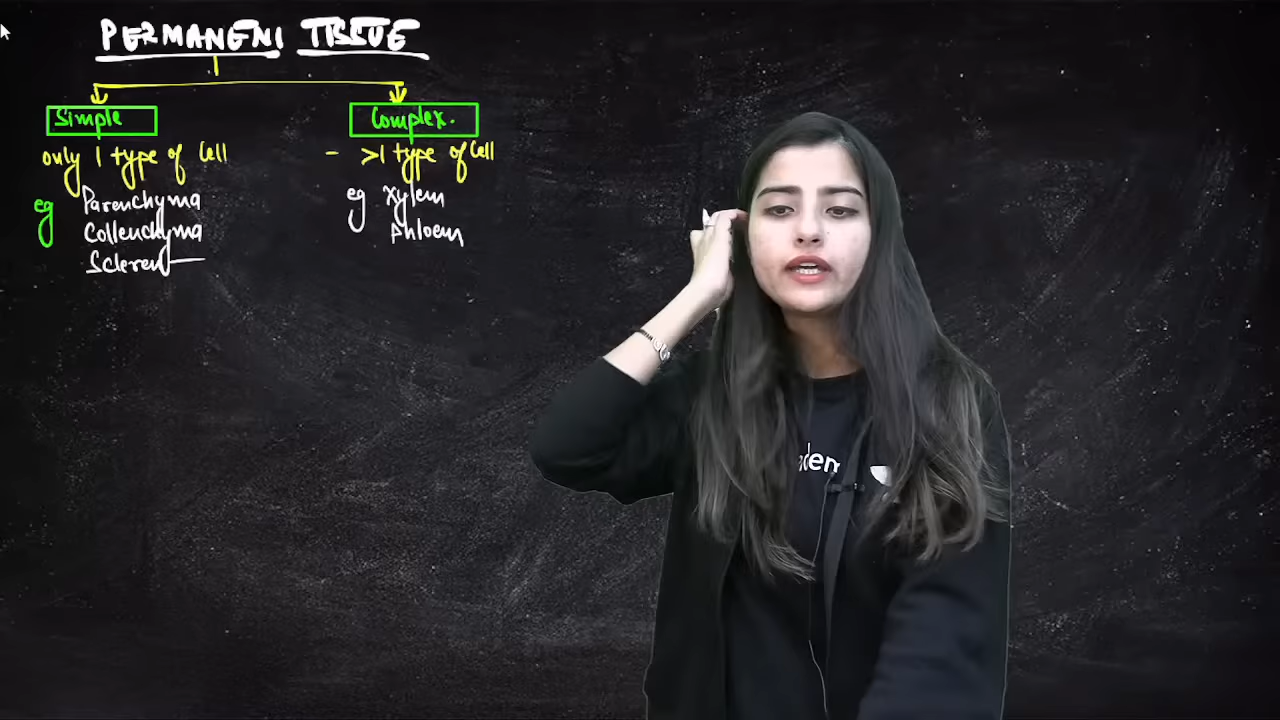 PERMANENT TISSUE
Simple
Complex.
only 1 type of Cell
- >1 type of Cell
eg Parenchyma
Collenchyma
Scleren
eg Xylem
Phloem